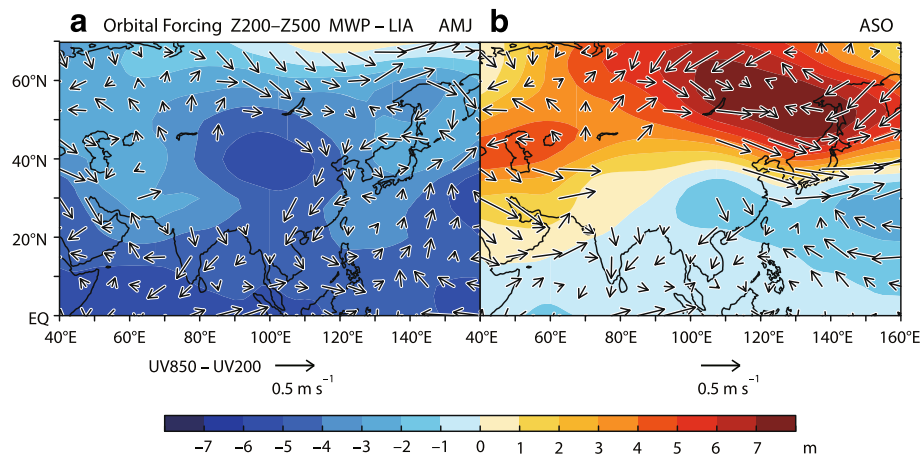 a Orbital Forcing Z200–Z500 MWP – LIA AMJ b ASO
60°N
40°N
20°N
EQ
40°E 60°E 80°E 100°E 120°E 140°E 40°E 60°E 80°E 100°E 120°E 140°E 160°E
UV850 – UV200
0.5 m s⁻¹ 0.5 m s⁻¹
–7 –6 –5 –4 –3 –2 –1 0 1 2 3 4 5 6 7 m